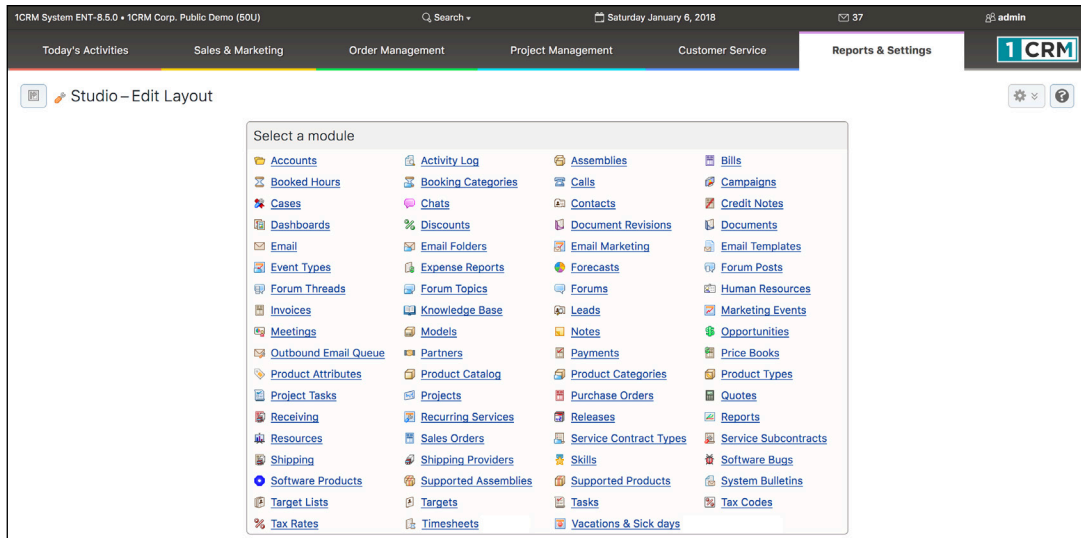 1CRM System ENT-8.5.0 • 1CRM Corp. Public Demo (50U) Search Saturday January 6, 2018 37 admin
Today's Activities Sales & Marketing Order Management Project Management Customer Service Reports & Settings 1 CRM
Studio – Edit Layout
Select a module
Accounts Activity Log Assemblies Bills
Booked Hours Booking Categories Calls Campaigns
Cases Chats Contacts Credit Notes
Dashboards Discounts Document Revisions Documents
Email Email Folders Email Marketing Email Templates
Event Types Expense Reports Forecasts Forum Posts
Forum Threads Forum Topics Forums Human Resources
Invoices Knowledge Base Leads Marketing Events
Meetings Models Notes Opportunities
Outbound Email Queue Partners Payments Price Books
Product Attributes Product Catalog Product Categories Product Types
Project Tasks Projects Purchase Orders Quotes
Receiving Recurring Services Releases Reports
Resources Sales Orders Service Contract Types Service Subcontracts
Shipping Shipping Providers Skills Software Bugs
Software Products Supported Assemblies Supported Products System Bulletins
Target Lists Targets Tasks Tax Codes
Tax Rates Timesheets Vacations & Sick days